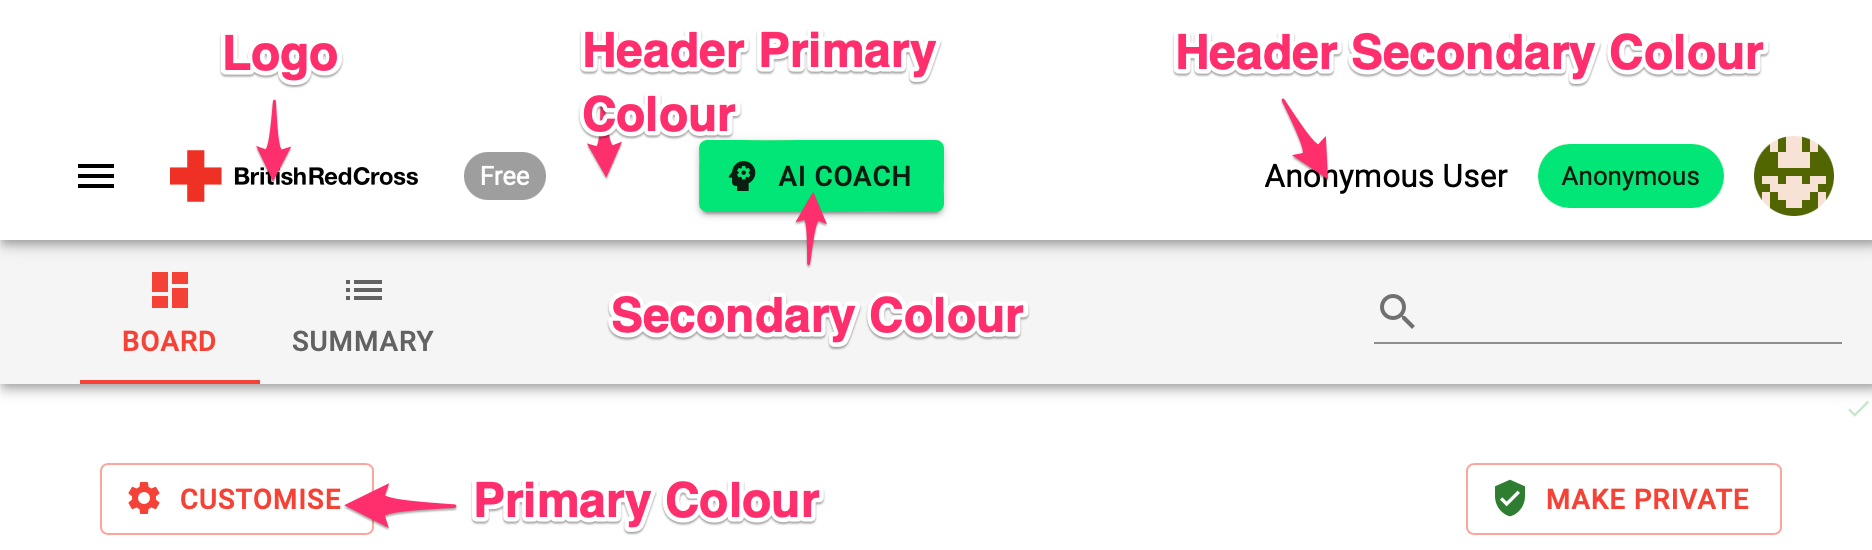 Logo
Header Primary
Colour
Header Secondary Colour
BritishRedCross
Free
AI COACH
Anonymous User
Anonymous
BOARD
SUMMARY
Secondary Colour
CUSTOMISE
Primary Colour
MAKE PRIVATE